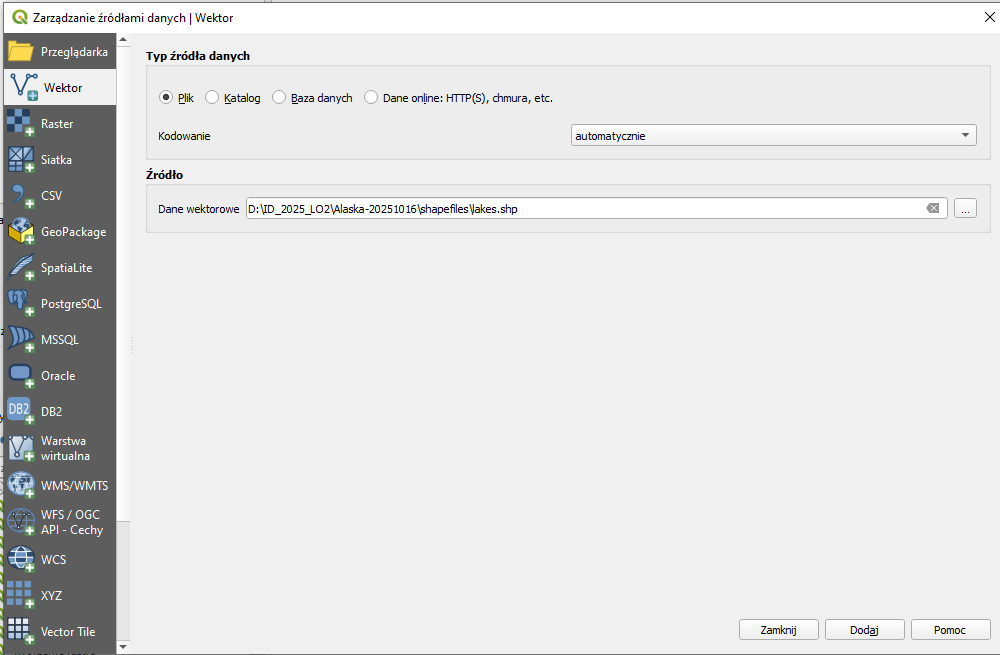 Zarządzanie źródłami danych | Wektor
Przeglądarka
Wektor
Raster
Siatka
CSV
GeoPackage
SpatiaLite
PostgreSQL
MSSQL
Oracle
DB2
DB2
Warstwa
wirtualna
WMS/WMTS
WFS / OGC
API - Cechy
WCS
XYZ
Vector Tile
Typ źródła danych
Plik Katalog Baza danych Dane online: HTTP(S), chmura, etc.
Kodowanie automatycznie
Źródło
Dane wektorowe D:\ID_2025_LO2\Alaska-20251016\shapefiles\lakes.shp ...
Zamknij Dodaj Pomoc